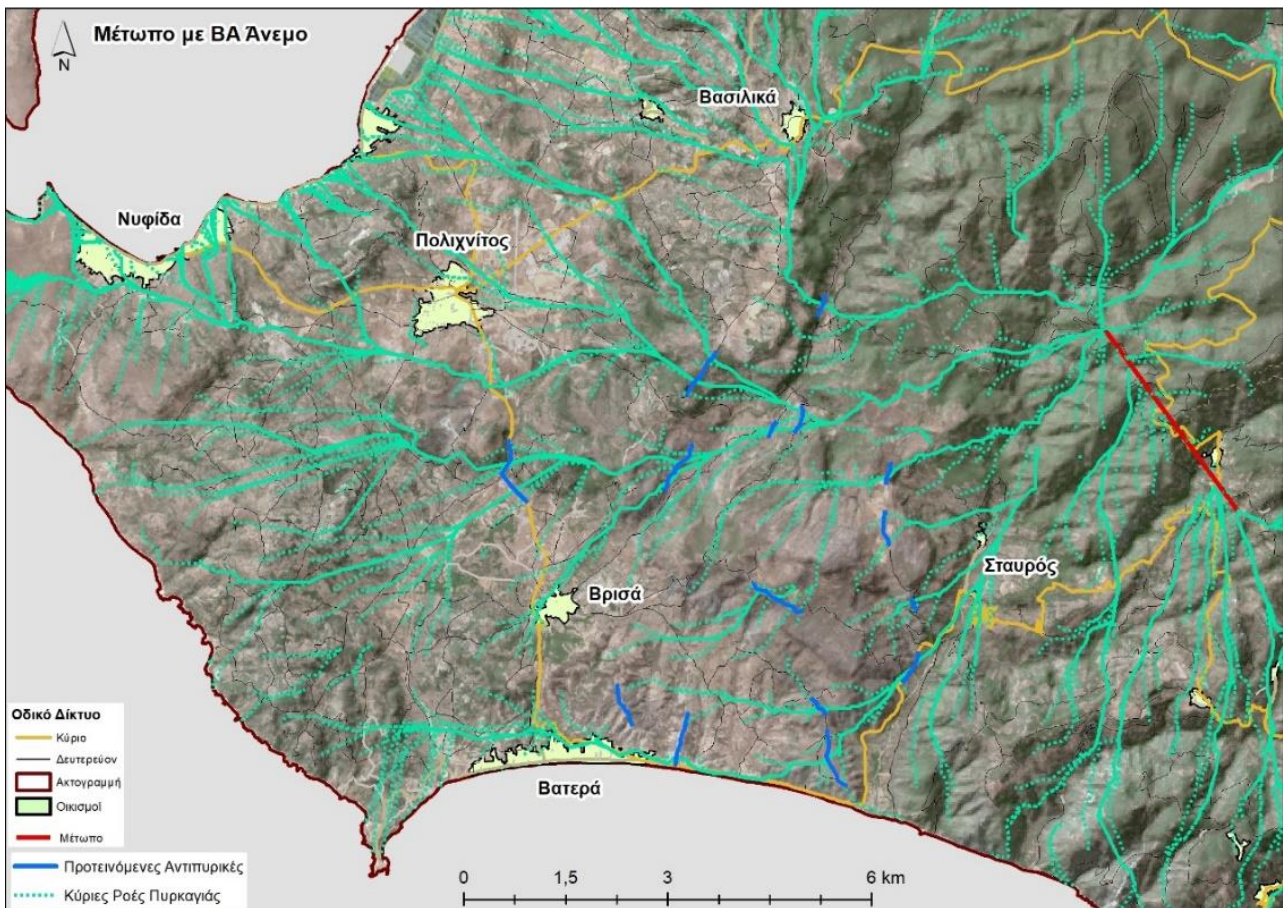 Μέτωπο με ΒΑ Άνεμο
N
Βασιλικά
Νυφίδα
Πολιχνίτος
Σταυρός
Βρισά
Βατερά
Οδικό Δίκτυο
Κύριο
Δευτερεύον
Ακτογραμμή
Οικισμοί
Μέτωπο
Προτεινόμενες Αντιπυρικές
Κύριες Ροές Πυρκαγιάς
0 1,5 3 6 km